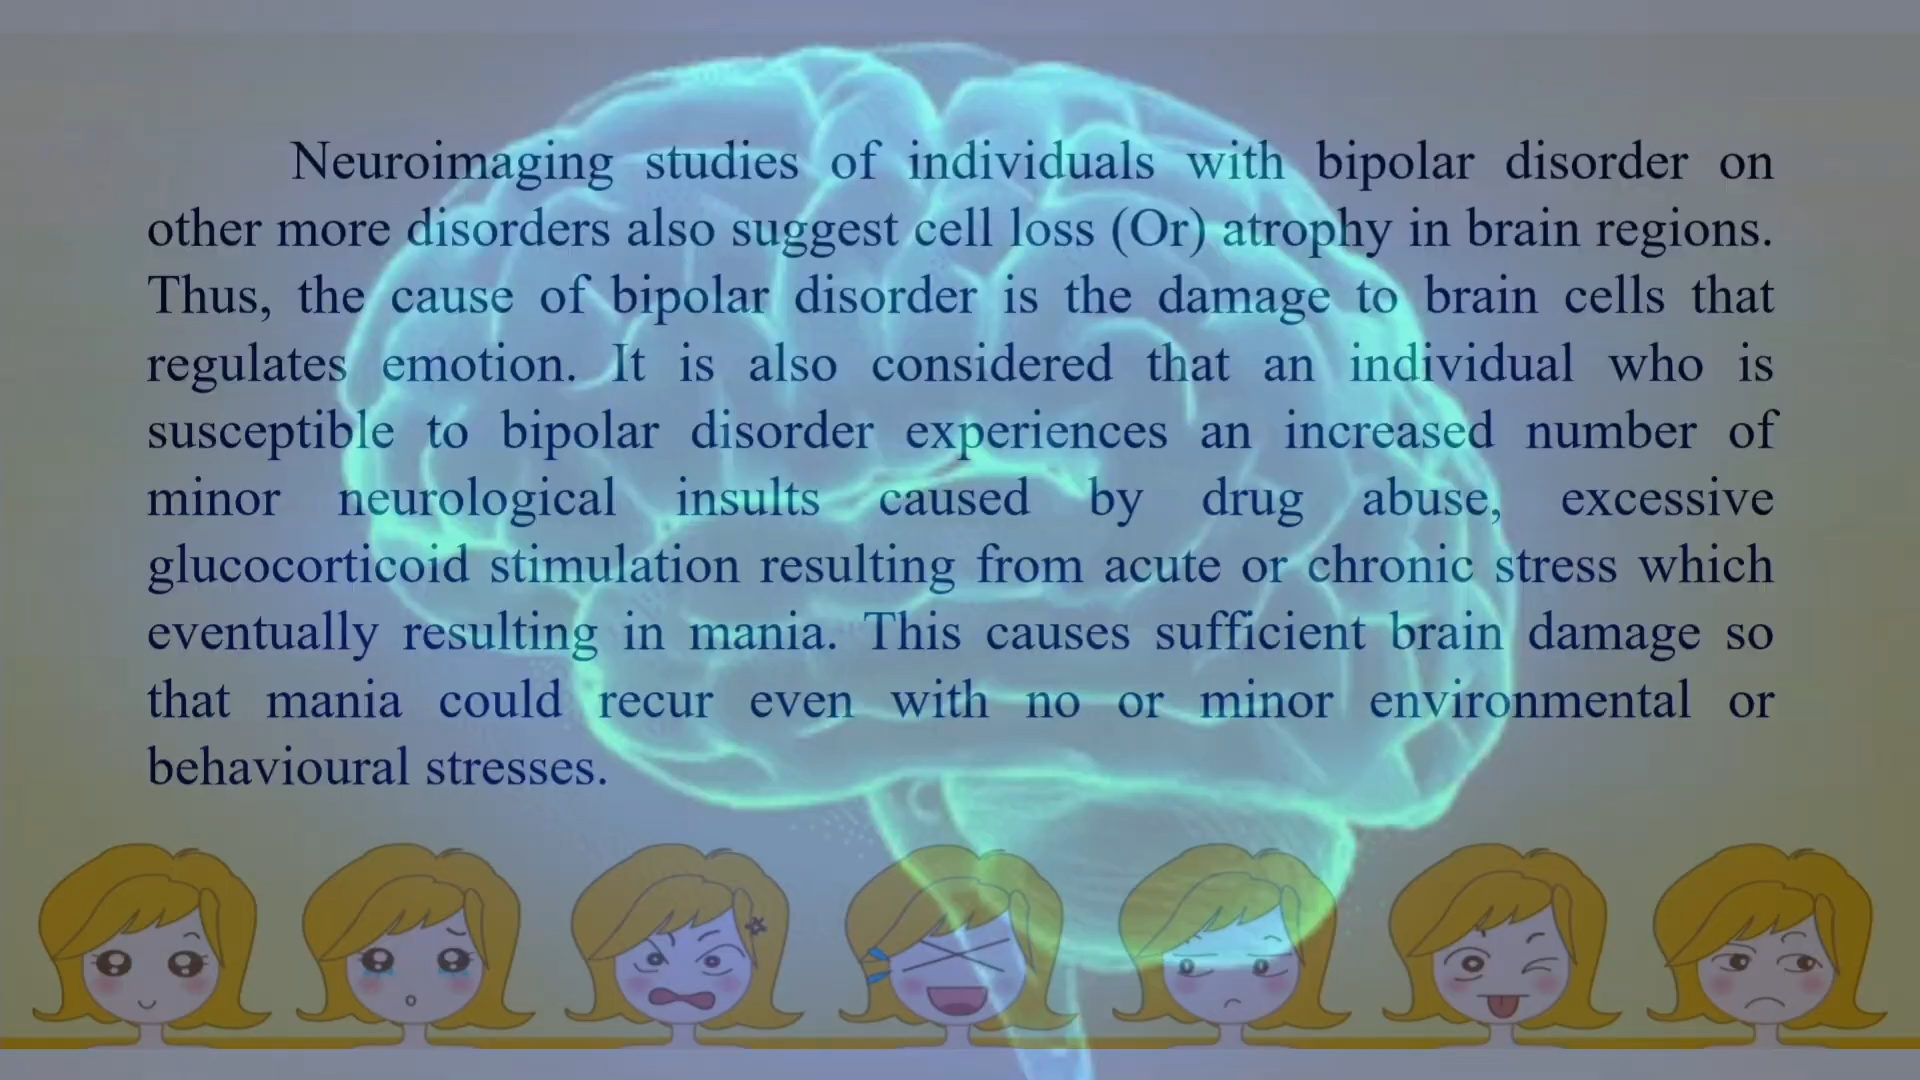 Neuroimaging studies of individuals with bipolar disorder on
other more disorders also suggest cell loss (Or) atrophy in brain regions.
Thus, the cause of bipolar disorder is the damage to brain cells that
regulates emotion. It is also considered that an individual who is
susceptible to bipolar disorder experiences an increased number of
minor neurological insults caused by drug abuse, excessive
glucocorticoid stimulation resulting from acute or chronic stress which
eventually resulting in mania. This causes sufficient brain damage so
that mania could recur even with no or minor environmental or
behavioural stresses.